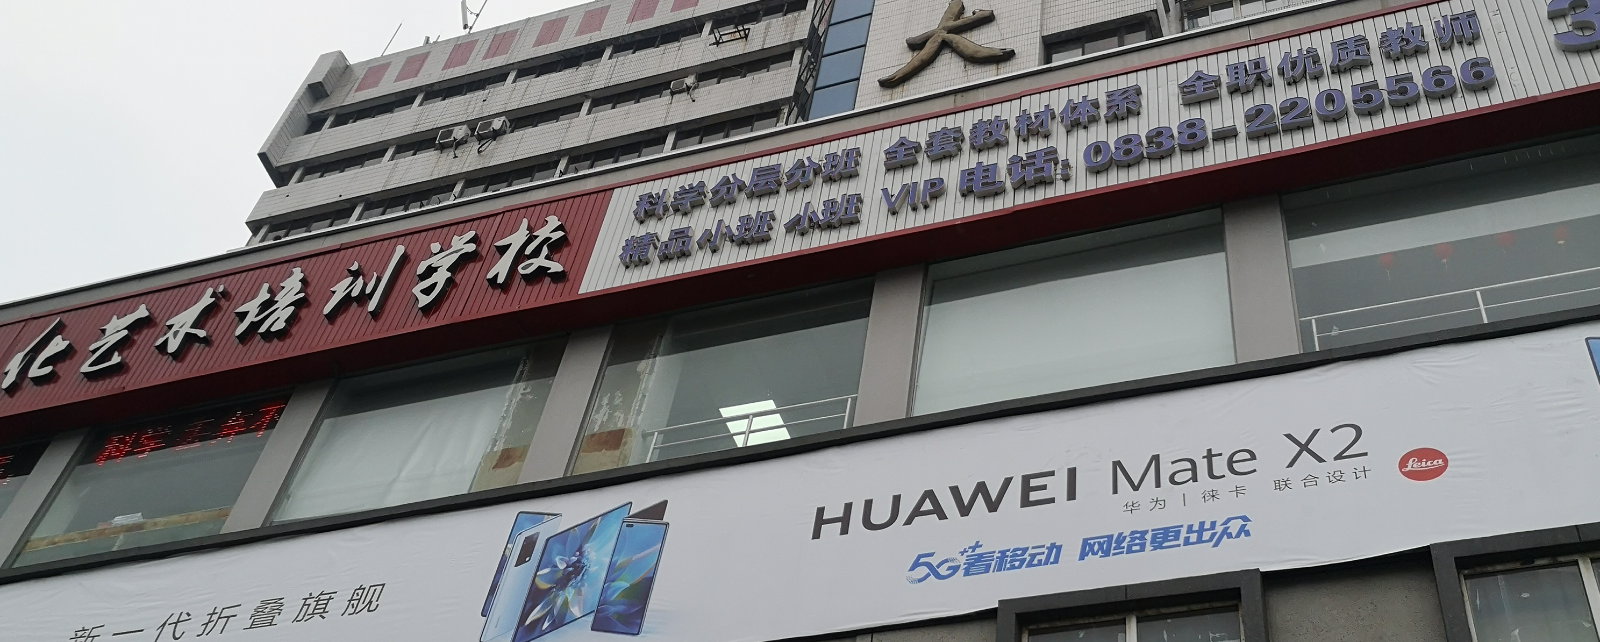 大
科学分层分班 全套教材体系 全职优质教师
精品小班 小班 VIP 电话:0838-2205566
3
化艺术培训学校
HUAWEI Mate X2
华为|徕卡 联合设计
Leica
5G++看移动 网络更出众
新一代折叠旗舰